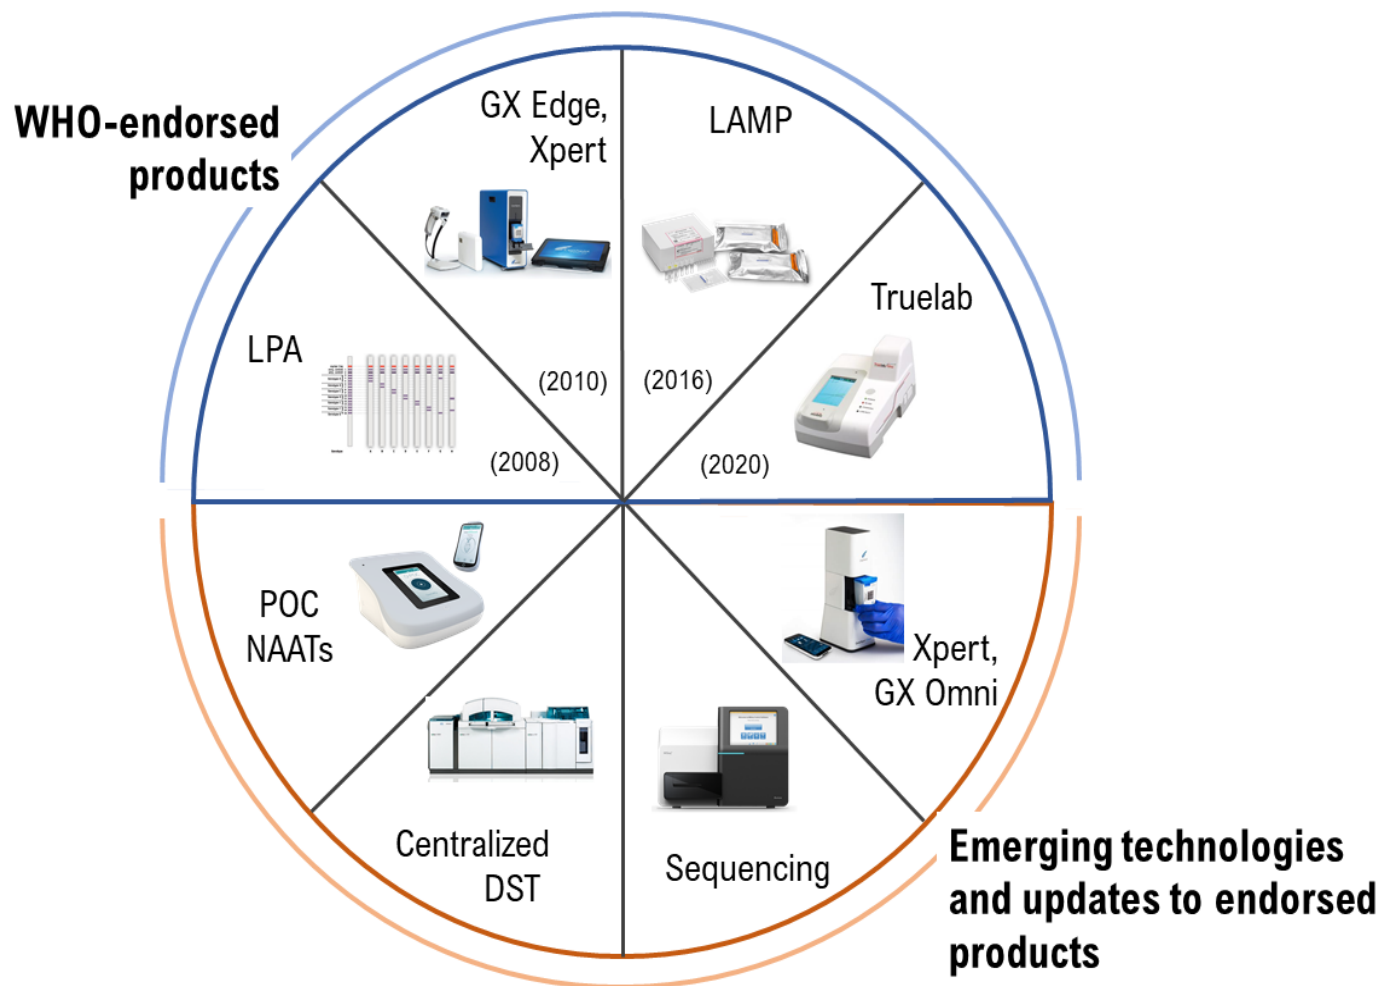 WHO-endorsed
products
GX Edge,
Xpert
(2010)
LAMP
(2016)
LPA
(2008)
Truelab
(2020)
POC
NAATs
Xpert,
GX Omni
Centralized
DST
Sequencing
Emerging technologies
and updates to endorsed
products